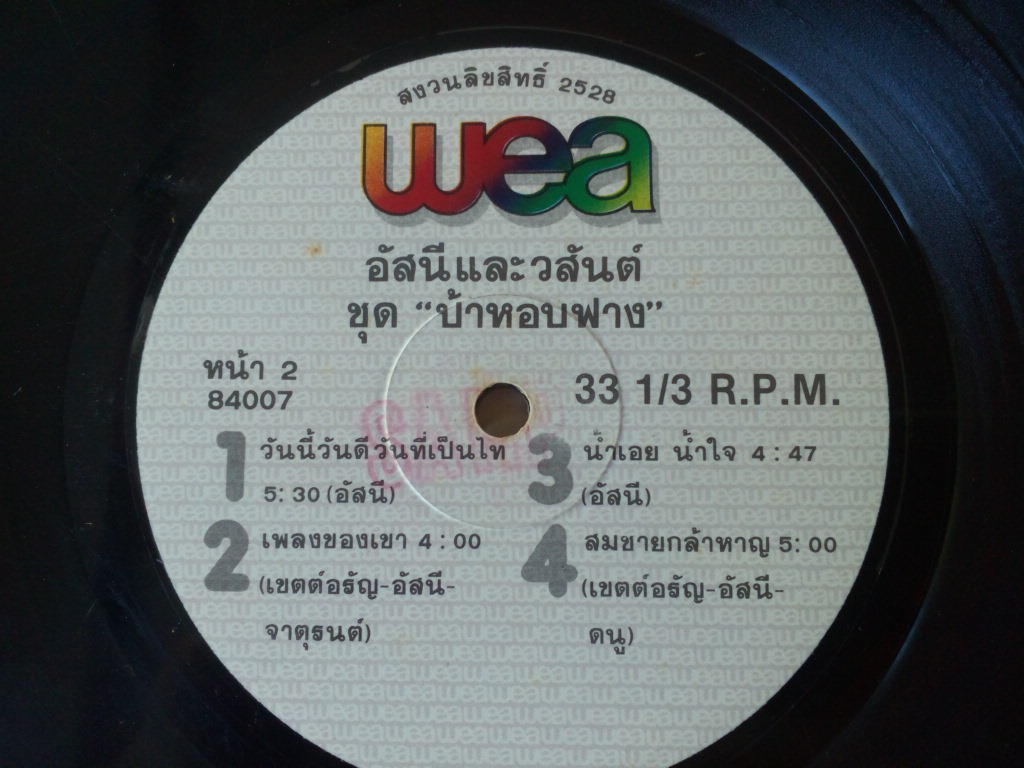 สงวนลิขสิทธิ์ 2528
wea
อัสนีและวสันต์
ชุด “บ้าหอบฟาง”
หน้า 2
84007
33 1/3 R.P.M.
1 วันนี้วันดีวันที่เป็นไท
5:30 (อัสนี)
2 เพลงของเขา 4:00
(เขตต์อรัญ-อัสนี-
จาตุรนต์)
3 น้ำเอย น้ำใจ 4:47
(อัสนี)
4 สมชายกล้าหาญ 5:00
(เขตต์อรัญ-อัสนี-
ดนู)